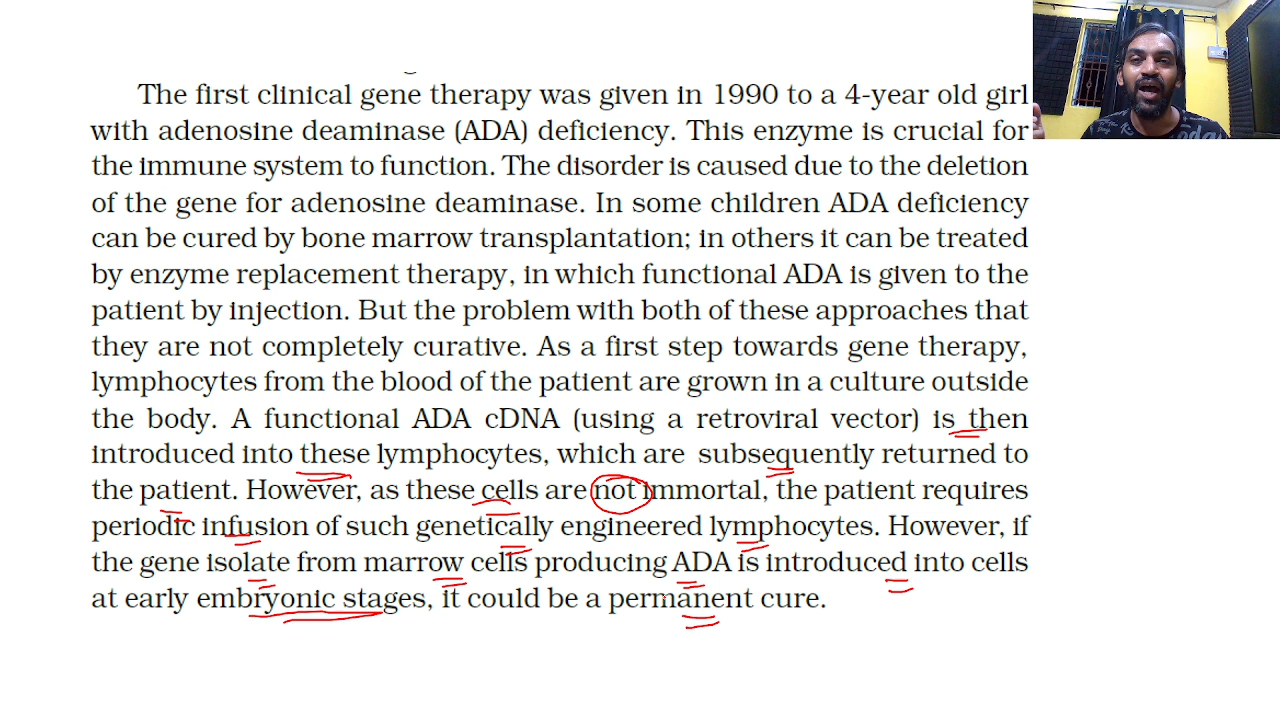 The first clinical gene therapy was given in 1990 to a 4-year old girl
with adenosine deaminase (ADA) deficiency. This enzyme is crucial for
the immune system to function. The disorder is caused due to the deletion
of the gene for adenosine deaminase. In some children ADA deficiency
can be cured by bone marrow transplantation; in others it can be treated
by enzyme replacement therapy, in which functional ADA is given to the
patient by injection. But the problem with both of these approaches that
they are not completely curative. As a first step towards gene therapy,
lymphocytes from the blood of the patient are grown in a culture outside
the body. A functional ADA cDNA (using a retroviral vector) is then
introduced into these lymphocytes, which are subsequently returned to
the patient. However, as these cells are not immortal, the patient requires
periodic infusion of such genetically engineered lymphocytes. However, if
the gene isolate from marrow cells producing ADA is introduced into cells
at early embryonic stages, it could be a permanent cure.